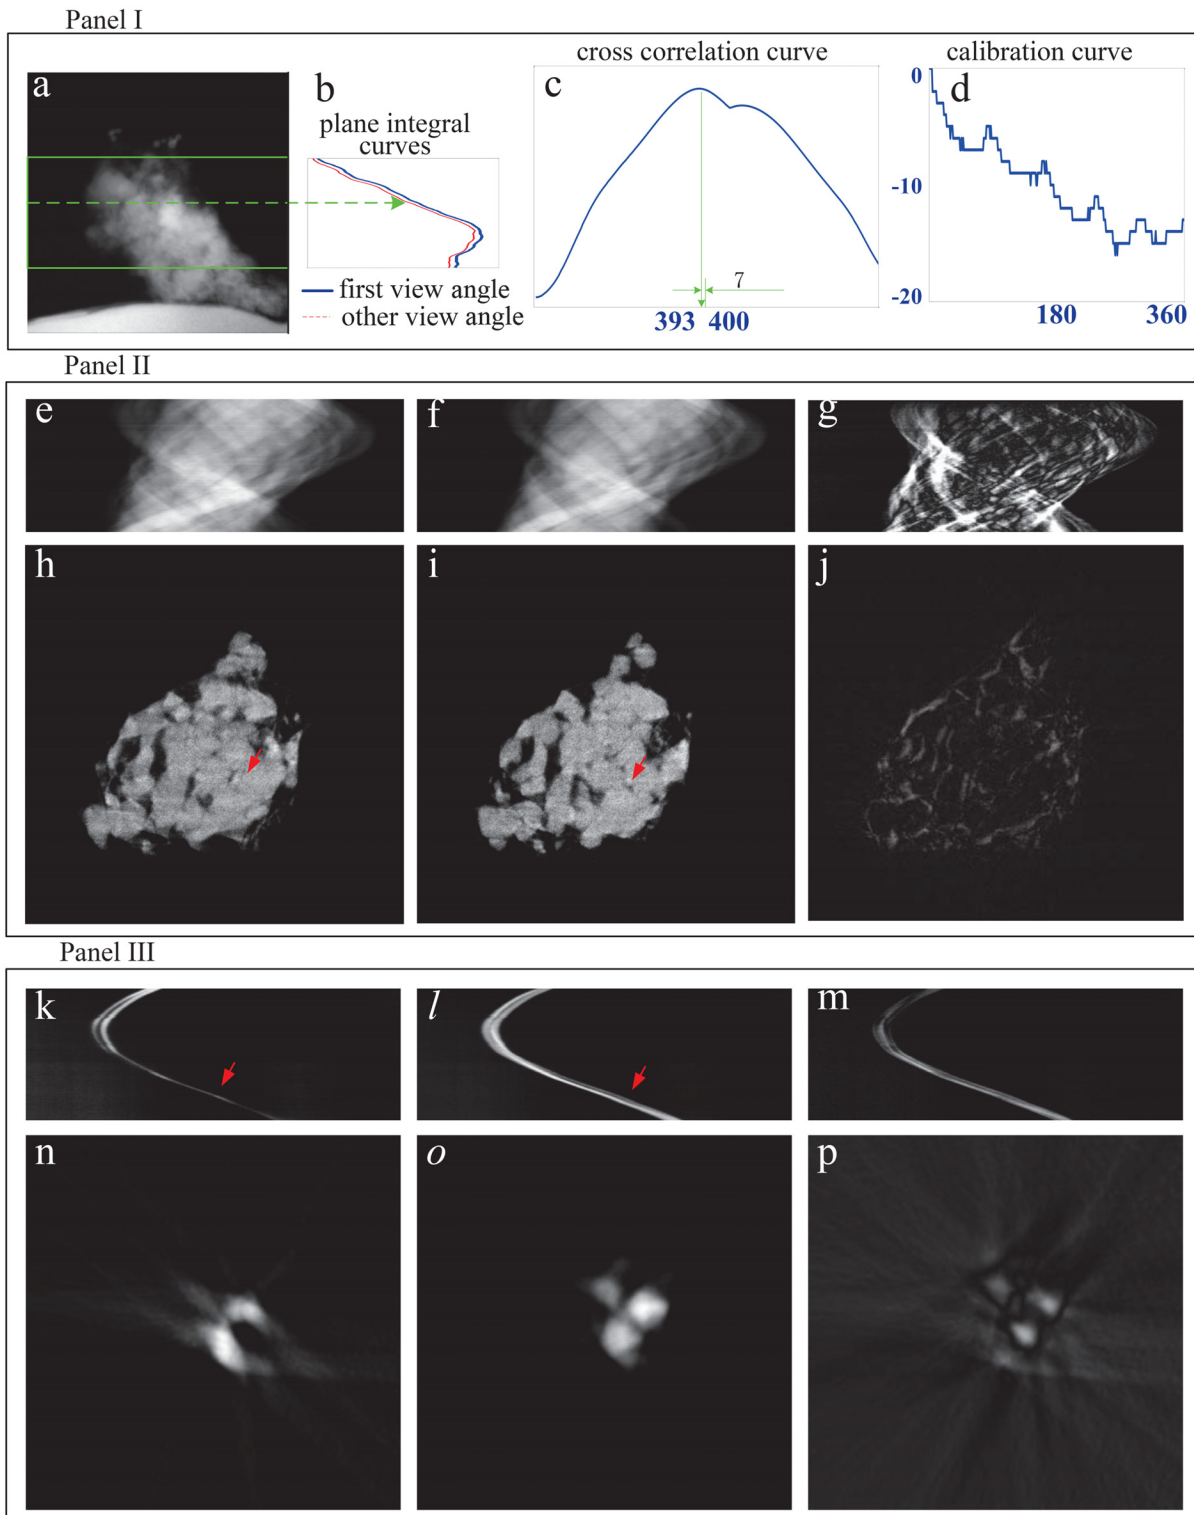 Panel I
cross correlation curve
calibration curve
a
b
c
d
plane integral
curves
0
-10
-20
7
first view angle
other view angle
393 400
180
360
Panel II
e
f
g
h
i
j
Panel III
k
l
m
n
o
p